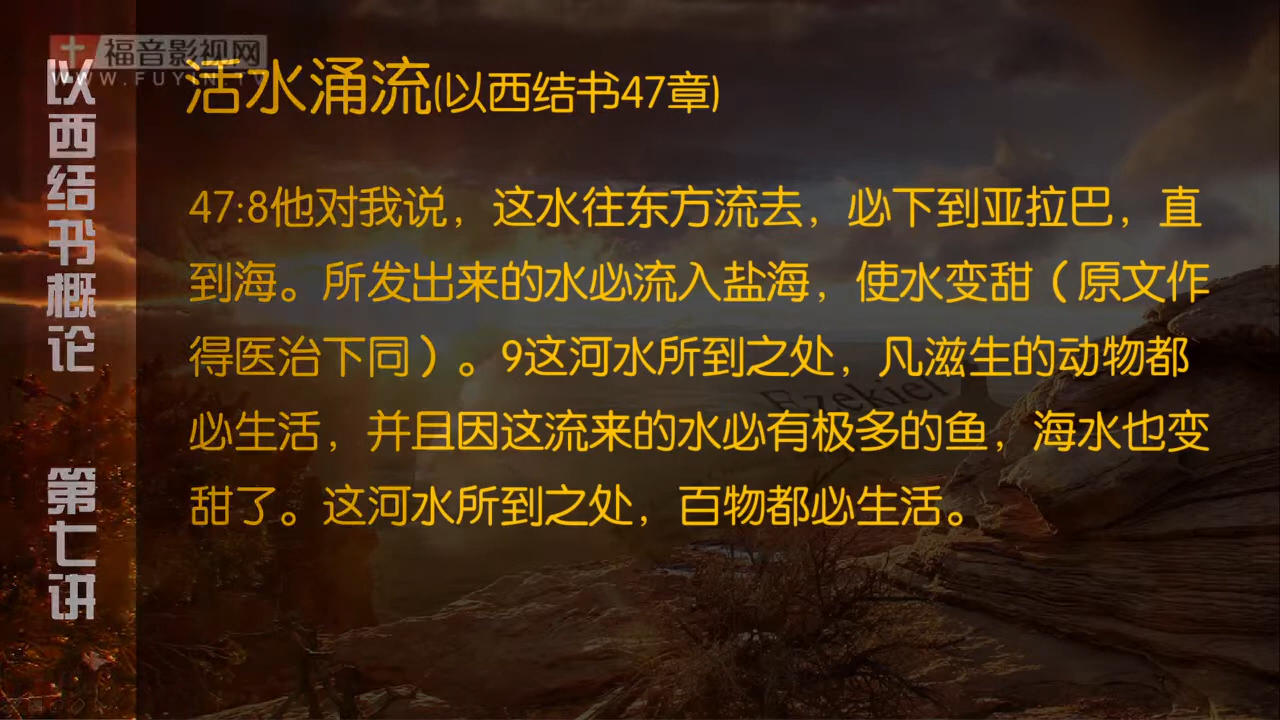 福音影视网
WWW.FUYIN.TV
以西结书概论 第七讲
活水涌流(以西结书47章)
47:8他对我说，这水往东方流去，必下到亚拉巴，直
到海。所发出来的水必流入盐海，使水变甜（原文作
得医治下同）。9这河水所到之处，凡滋生的动物都
必生活，并且因这流来的水必有极多的鱼，海水也变
甜了。这河水所到之处，百物都必生活。
Ezekiel